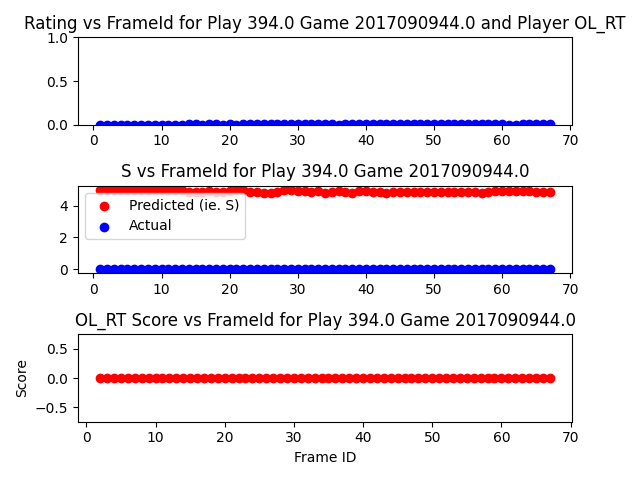 Rating vs FrameId for Play 394.0 Game 2017090944.0 and Player OL_RT
1.0
0.5
0.0
0 10 20 30 40 50 60 70
S vs FrameId for Play 394.0 Game 2017090944.0
4
2
0
Predicted (ie. S)
Actual
0 10 20 30 40 50 60 70
OL_RT Score vs FrameId for Play 394.0 Game 2017090944.0
Score
0.5
0.0
−0.5
0 10 20 30 40 50 60 70
Frame ID